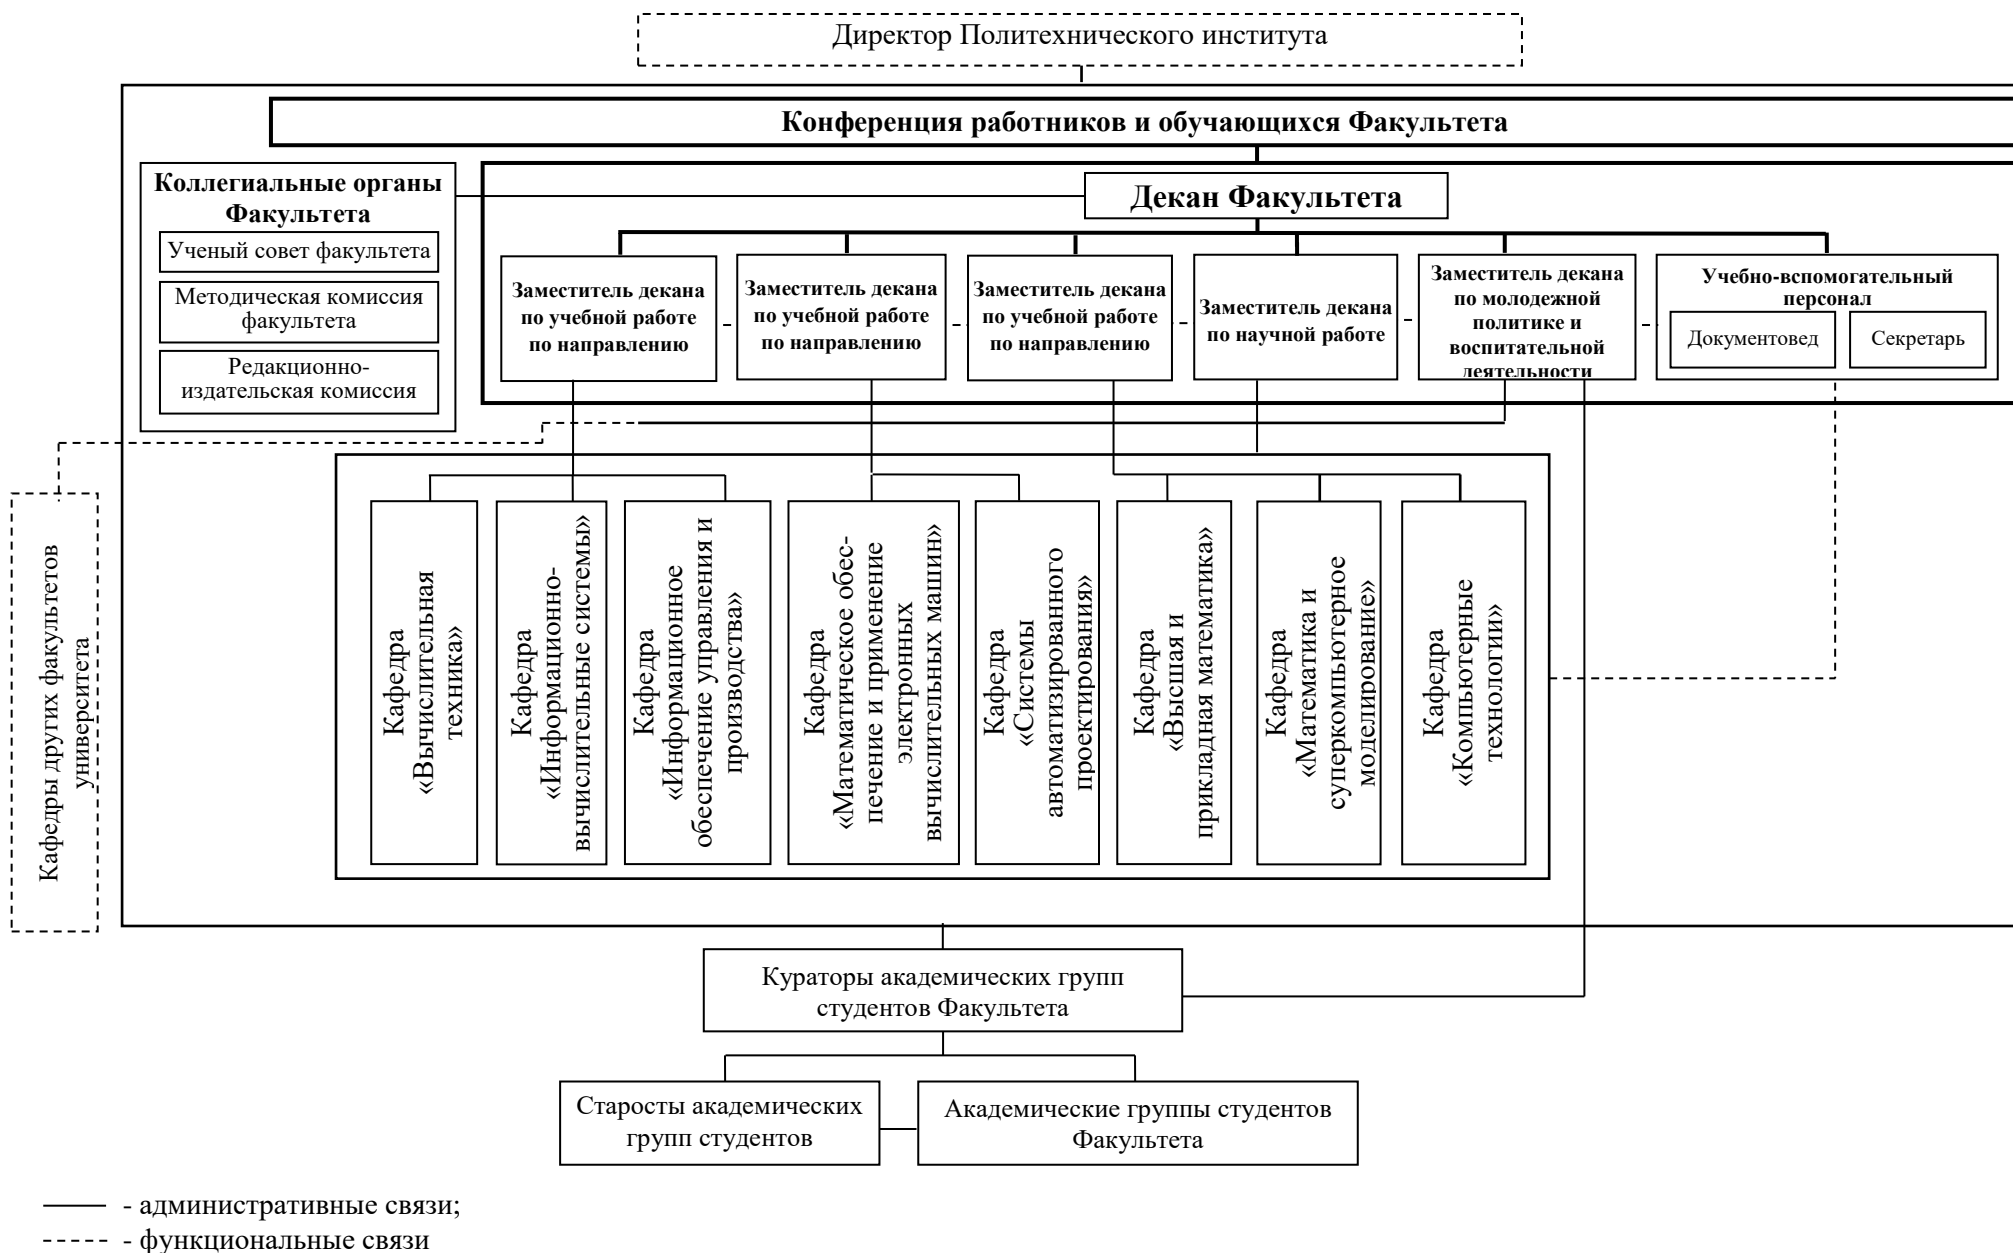 Директор Политехнического института
Конференция работников и обучающихся Факультета
Коллегиальные органы
Факультета
Ученый совет факультета
Методическая комиссия
факультета
Редакционно-
издательская комиссия
Декан Факультета
Заместитель декана
по учебной работе
по направлению
Заместитель декана
по учебной работе
по направлению
Заместитель декана
по учебной работе
по направлению
Заместитель декана
по научной работе
Заместитель декана
по молодежной
политике и
воспитательной
деятельности
Учебно-вспомогательный
персонал
Документовед
Секретарь
Кафедры других факультетов
университета
Кафедра
«Вычислительная
техника»
Кафедра
«Информационно-
вычислительные системы»
Кафедра
«Информационное
обеспечение управления и
производства»
Кафедра
«Математическое обес-
печение и применение
электронных
вычислительных машин»
Кафедра
«Системы
автоматизированного
проектирования»
Кафедра
«Высшая и
прикладная математика»
Кафедра
«Математика и
суперкомпьютерное
моделирование»
Кафедра
«Компьютерные
технологии»
Кураторы академических групп
студентов Факультета
Старосты академических
групп студентов
Академические группы студентов
Факультета
- административные связи;
- функциональные связи